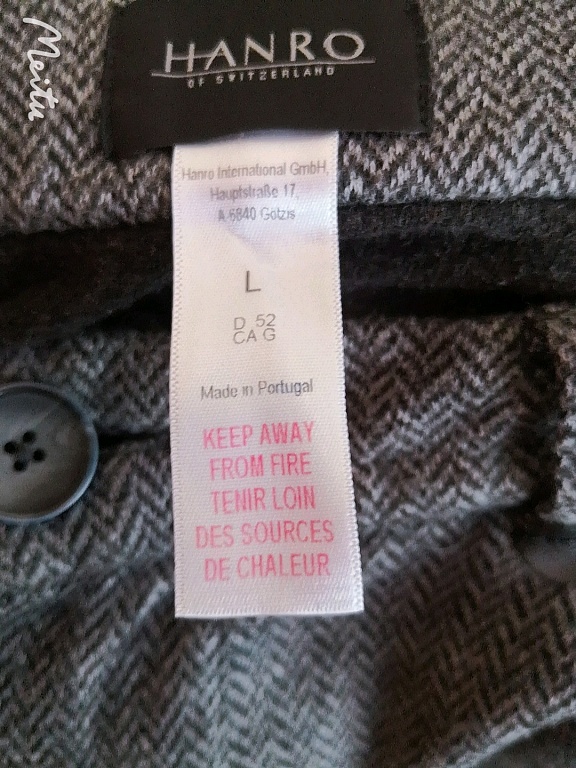 Meitu
HANRO
OF SWITZERLAND
Hanro International GmbH,
Hauptstraße 17,
A-6840 Götzis
L
D 52
CA G
Made in Portugal
KEEP AWAY
FROM FIRE
TENIR LOIN
DES SOURCES
DE CHALEUR